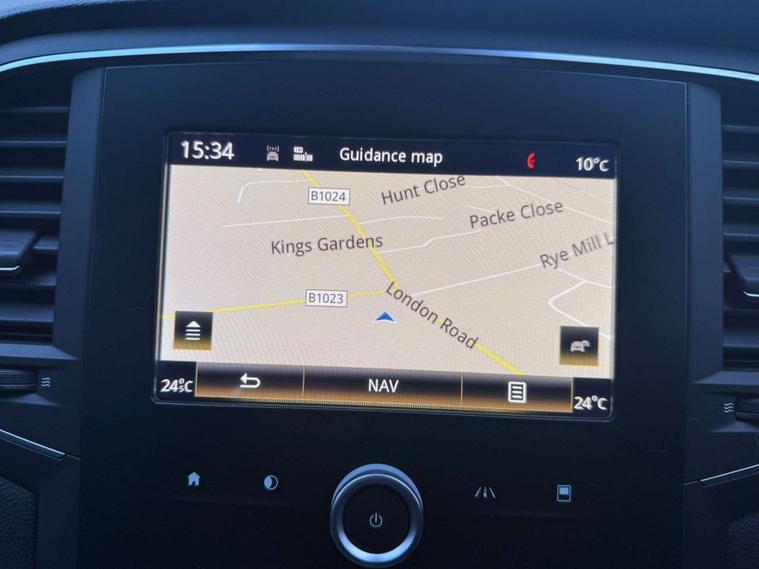 15:34 Guidance map 10°C
B1024
Hunt Close
Packe Close
Kings Gardens
Rye Mill L
B1023
London Road
24°C NAV 24°C